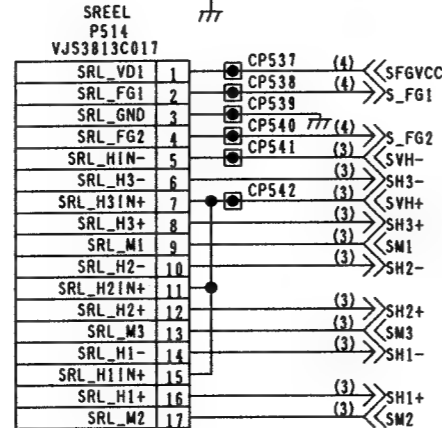 SREEL
P514
VJS3813C017
SRL_VD1 1 CP537 (4) SFGVCC
SRL_FG1 2 CP538 (4) S_FG1
SRL_GND 3 CP539
SRL_FG2 4 CP540 (4) S_FG2
SRL_HIN- 5 CP541 (3) SVH-
SRL_H3- 6 (3) SH3-
SRL_H3IN+ 7 CP542 (3) SVH+
SRL_H3+ 8 (3) SH3+
SRL_M1 9 (3) SM1
SRL_H2- 10 (3) SH2-
SRL_H2IN+ 11
SRL_H2+ 12 (3) SH2+
SRL_M3 13 (3) SM3
SRL_H1- 14 (3) SH1-
SRL_H1IN+ 15
SRL_H1+ 16 (3) SH1+
SRL_M2 17 (3) SM2